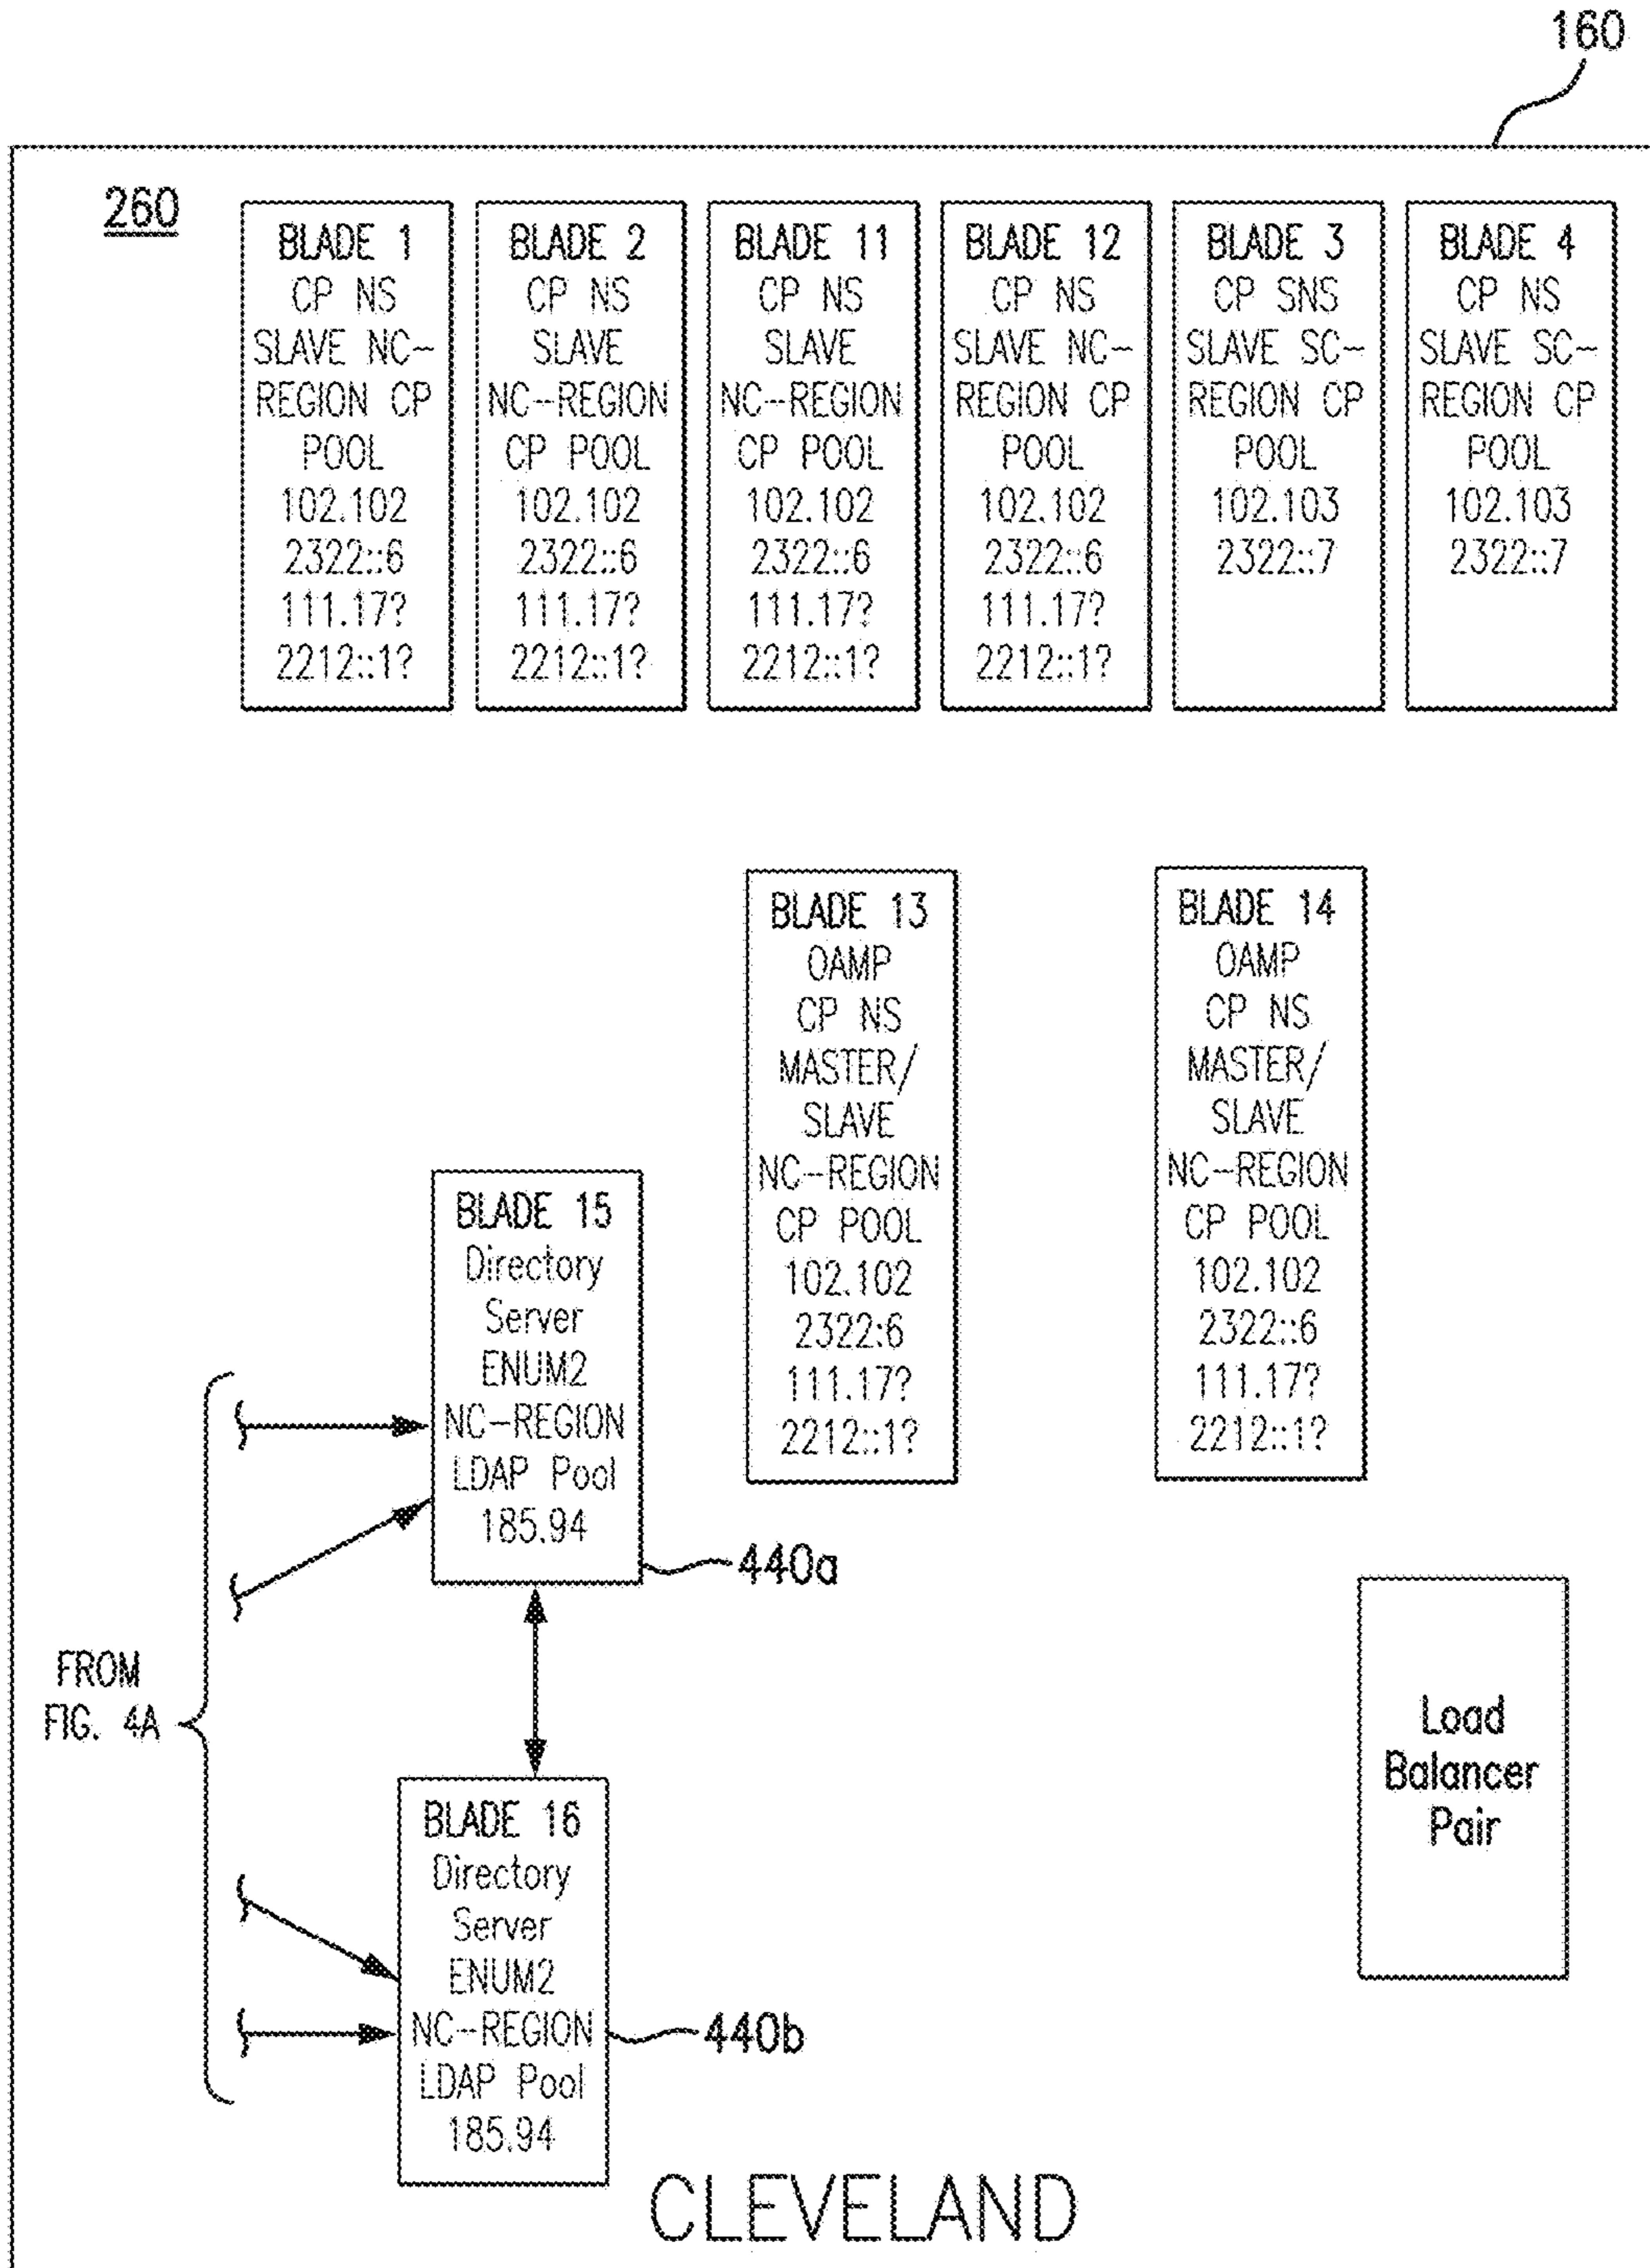 160
260
BLADE 1
CP NS
SLAVE NC-
REGION CP
POOL
102.102
2322::6
111.17?
2212::1?
BLADE 2
CP NS
SLAVE
NC-REGION
CP POOL
102.102
2322::6
111.17?
2212::1?
BLADE 11
CP NS
SLAVE
NC-REGION
CP POOL
102.102
2322::6
111.17?
2212::1?
BLADE 12
CP NS
SLAVE NC-
REGION CP
POOL
102.102
2322::6
111.17?
2212::1?
BLADE 3
CP SNS
SLAVE SC-
REGION CP
POOL
102.103
2322::7
BLADE 4
CP NS
SLAVE SC-
REGION CP
POOL
102.103
2322::7
BLADE 13
OAMP
CP NS
MASTER/
SLAVE
NC-REGION
CP POOL
102.102
2322:6
111.17?
2212::1?
BLADE 14
OAMP
CP NS
MASTER/
SLAVE
NC-REGION
CP POOL
102.102
2322::6
111.17?
2212::1?
BLADE 15
Directory
Server
ENUM2
NC-REGION
LDAP Pool
185.94
440a
FROM
FIG. 4A
BLADE 16
Directory
Server
ENUM2
NC-REGION
LDAP Pool
185.94
440b
Load
Balancer
Pair
CLEVELAND